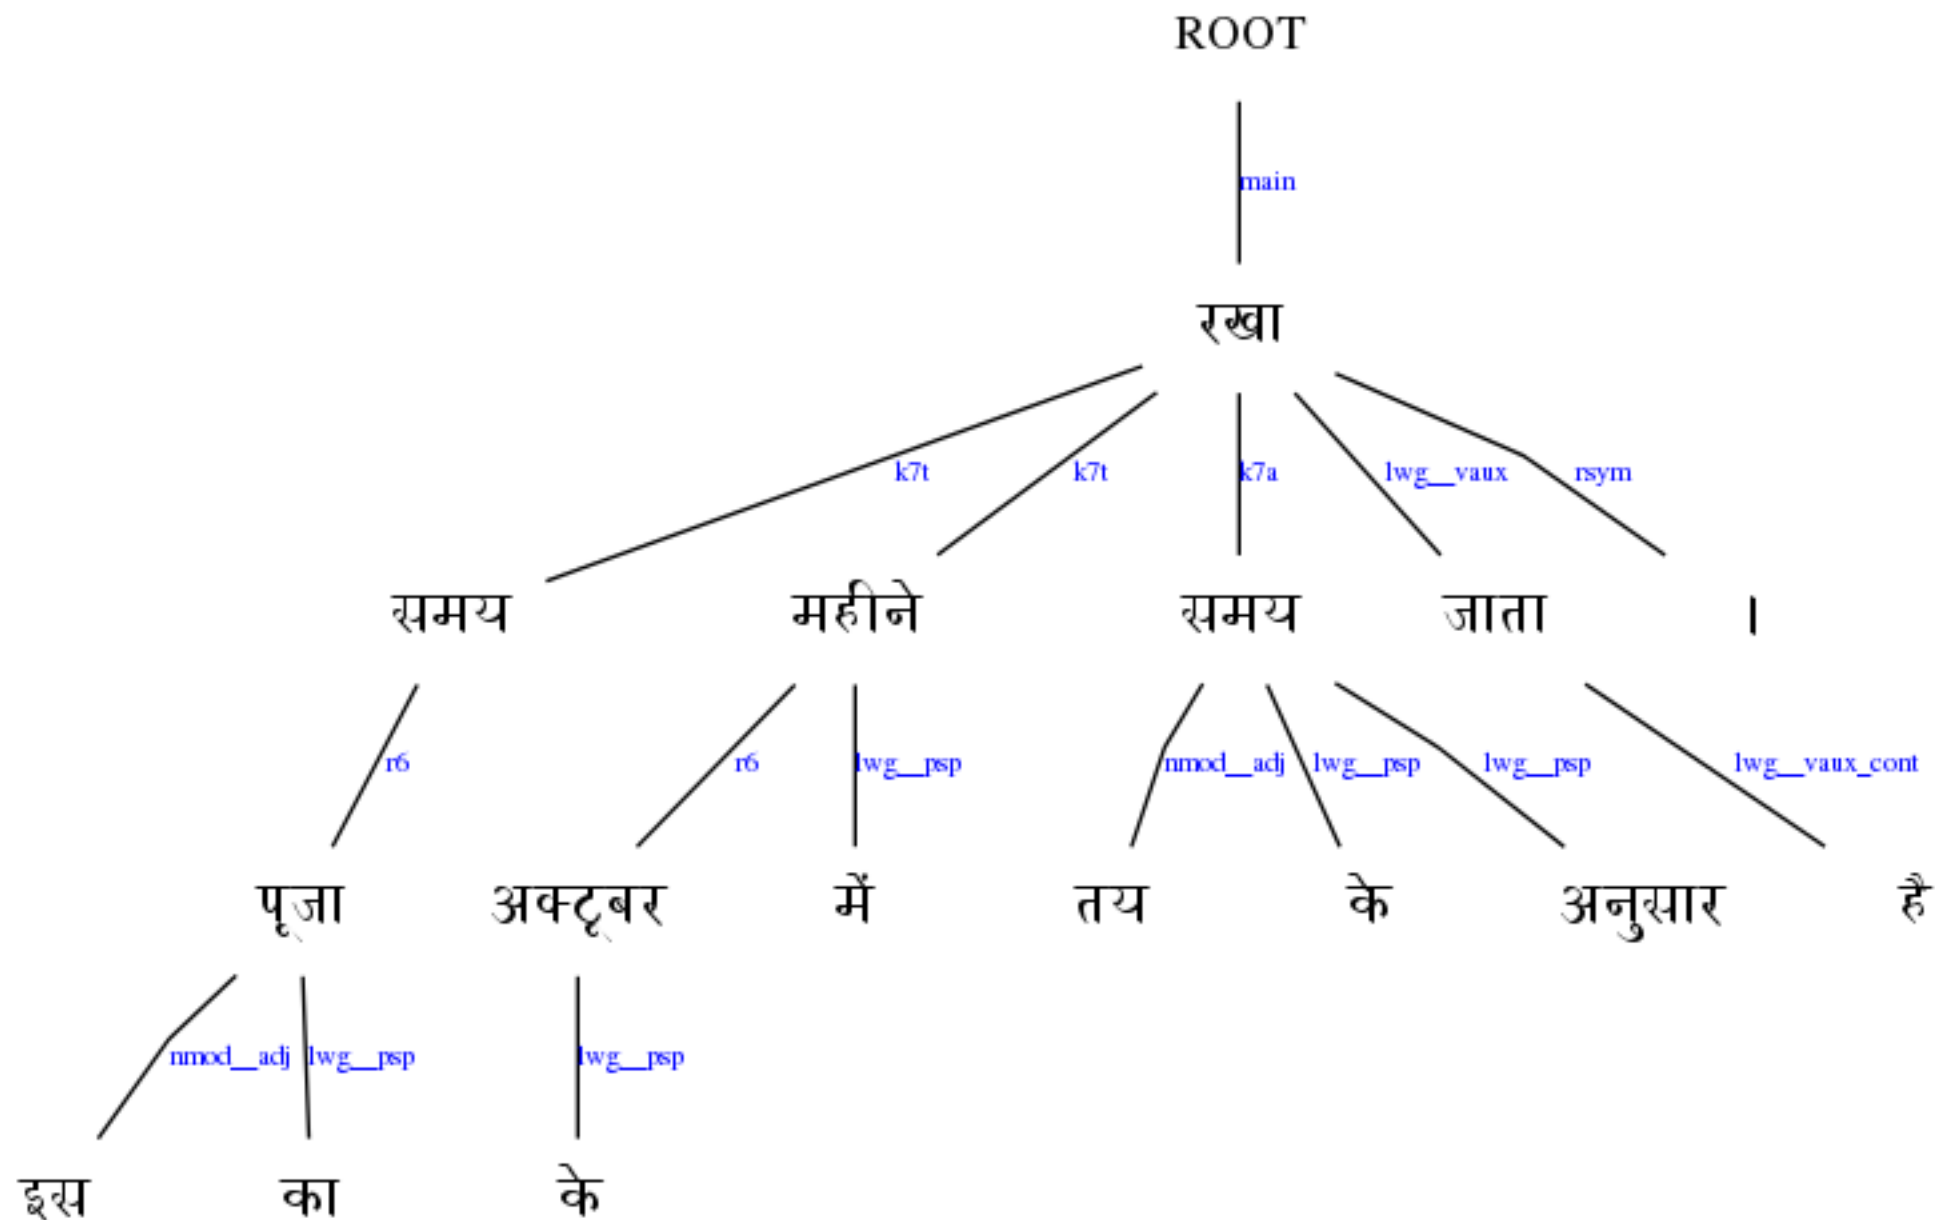 ROOT
main
रखा
k7t k7t k7a lwg__vaux rsym
समय महीने समय जाता ।
r6 r6 lwg__psp nmod__adj lwg__psp lwg__psp lwg__vaux_cont
पूजा अक्टूबर में तय के अनुसार है
nmod__adj lwg__psp lwg__psp
इस का के